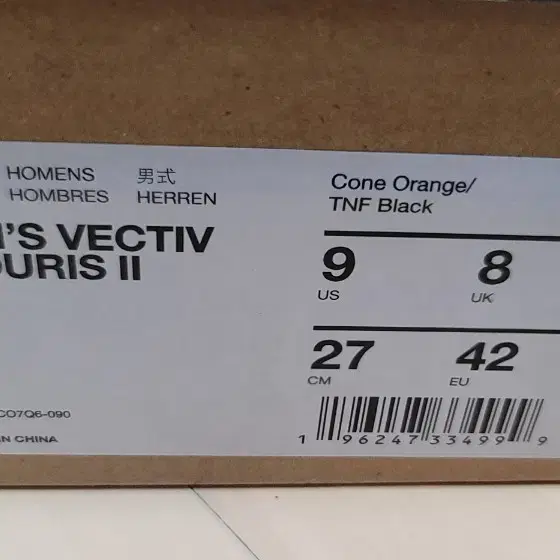 HOMENS 男式
HOMBRES HERREN
'S VECTIV
URIS II
Cone Orange/
TNF Black
9 8
US UK
27 42
CM EU
CO7Q6-090
N CHINA
1 96247 33499 9